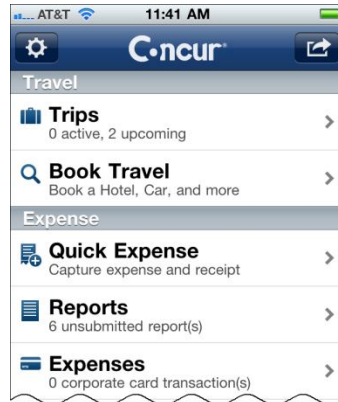 AT&T 11:41 AM
C•ncur
Travel
Trips
0 active, 2 upcoming
Book Travel
Book a Hotel, Car, and more
Expense
Quick Expense
Capture expense and receipt
Reports
6 unsubmitted report(s)
Expenses
0 corporate card transaction(s)